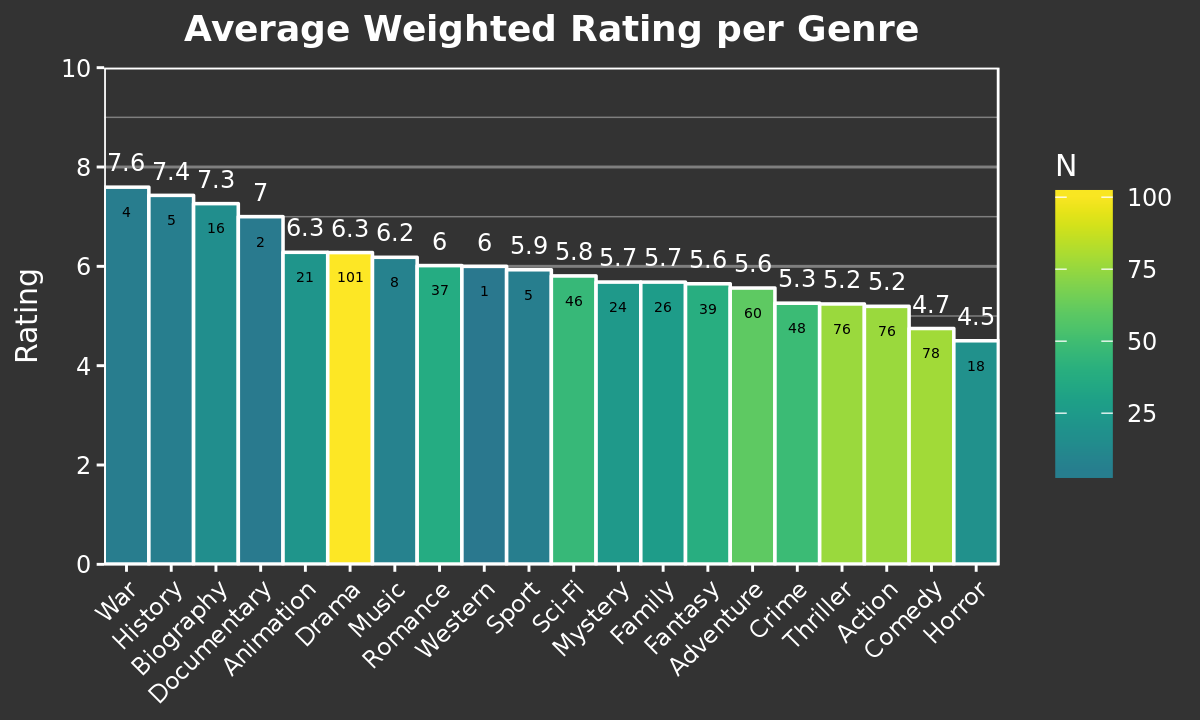 Average Weighted Rating per Genre
10
8
6
4
2
0
Rating
7.6 7.4 7.3 7 6.3 6.3 6.2 6 6 5.9 5.8 5.7 5.7 5.6 5.6 5.3 5.2 5.2 4.7 4.5
4 5 16 2 21 101 8 37 1 5 46 24 26 39 60 48 76 76 78 18
War History Biography Documentary Animation Drama Music Romance Western Sport Sci-Fi Mystery Family Fantasy Adventure Crime Thriller Action Comedy Horror
N
100
75
50
25